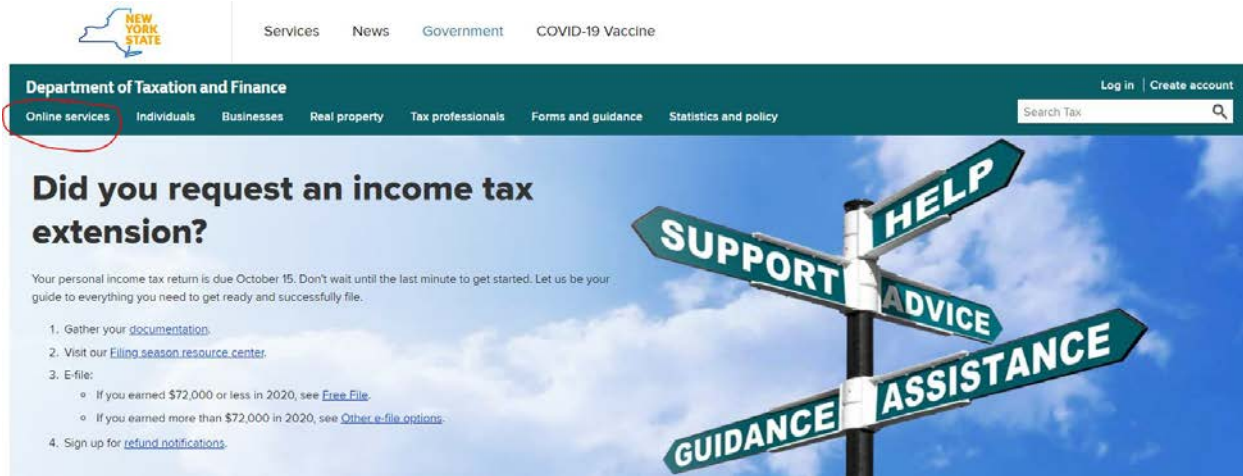 NEW
YORK
STATE
Services News Government COVID-19 Vaccine
Department of Taxation and Finance
Log in | Create account
Online services Individuals Businesses Real property Tax professionals Forms and guidance Statistics and policy
Search Tax
Did you request an income tax
extension?
Your personal income tax return is due October 15. Don't wait until the last minute to get started. Let us be your
guide to everything you need to get ready and successfully file.
1. Gather your documentation.
2. Visit our Filing season resource center.
3. E-file:
If you earned $72,000 or less in 2020, see Free File.
If you earned more than $72,000 in 2020, see Other e-file options.
4. Sign up for refund notifications.
HELP
SUPPORT
ADVICE
ASSISTANCE
GUIDANCE